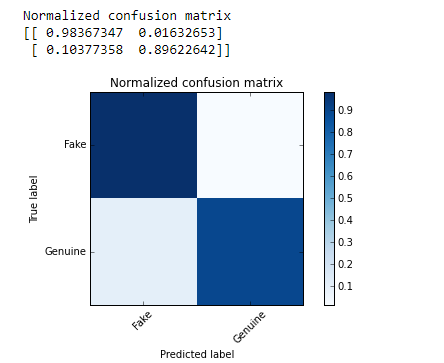 Normalized confusion matrix
[[ 0.98367347 0.01632653]
[ 0.10377358 0.89622642]]
Normalized confusion matrix
True label
Fake
Genuine
0.9
0.8
0.7
0.6
0.5
0.4
0.3
0.2
0.1
Fake
Genuine
Predicted label